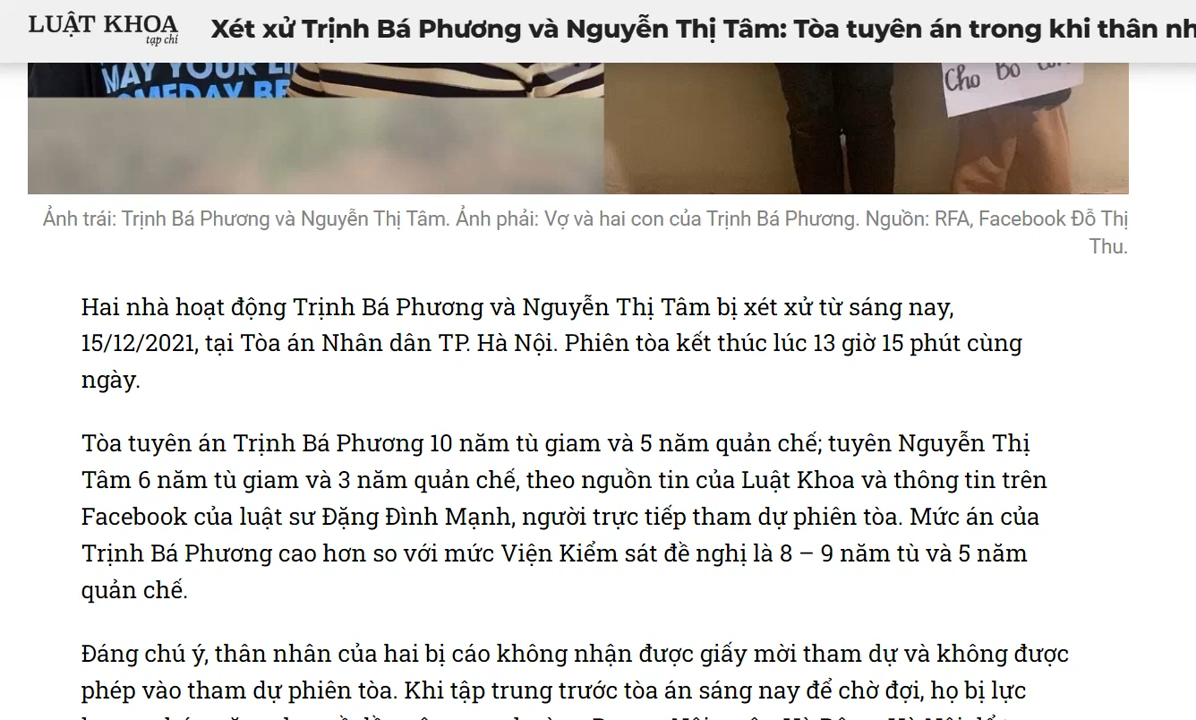 LUẬT KHOA
tạp chí
Xét xử Trịnh Bá Phương và Nguyễn Thị Tâm: Tòa tuyên án trong khi thân nh
MAY YOUR LI
SOMEDAY BE
Cho Bố
Ảnh trái: Trịnh Bá Phương và Nguyễn Thị Tâm. Ảnh phải: Vợ và hai con của Trịnh Bá Phương. Nguồn: RFA, Facebook Đỗ Thị
Thu.
Hai nhà hoạt động Trịnh Bá Phương và Nguyễn Thị Tâm bị xét xử từ sáng nay,
15/12/2021, tại Tòa án Nhân dân TP. Hà Nội. Phiên tòa kết thúc lúc 13 giờ 15 phút cùng
ngày.
Tòa tuyên án Trịnh Bá Phương 10 năm tù giam và 5 năm quản chế; tuyên Nguyễn Thị
Tâm 6 năm tù giam và 3 năm quản chế, theo nguồn tin của Luật Khoa và thông tin trên
Facebook của luật sư Đặng Đình Mạnh, người trực tiếp tham dự phiên tòa. Mức án của
Trịnh Bá Phương cao hơn so với mức Viện Kiểm sát đề nghị là 8 – 9 năm tù và 5 năm
quản chế.
Đáng chú ý, thân nhân của hai bị cáo không nhận được giấy mời tham dự và không được
phép vào tham dự phiên tòa. Khi tập trung trước tòa án sáng nay để chờ đợi, họ bị lực